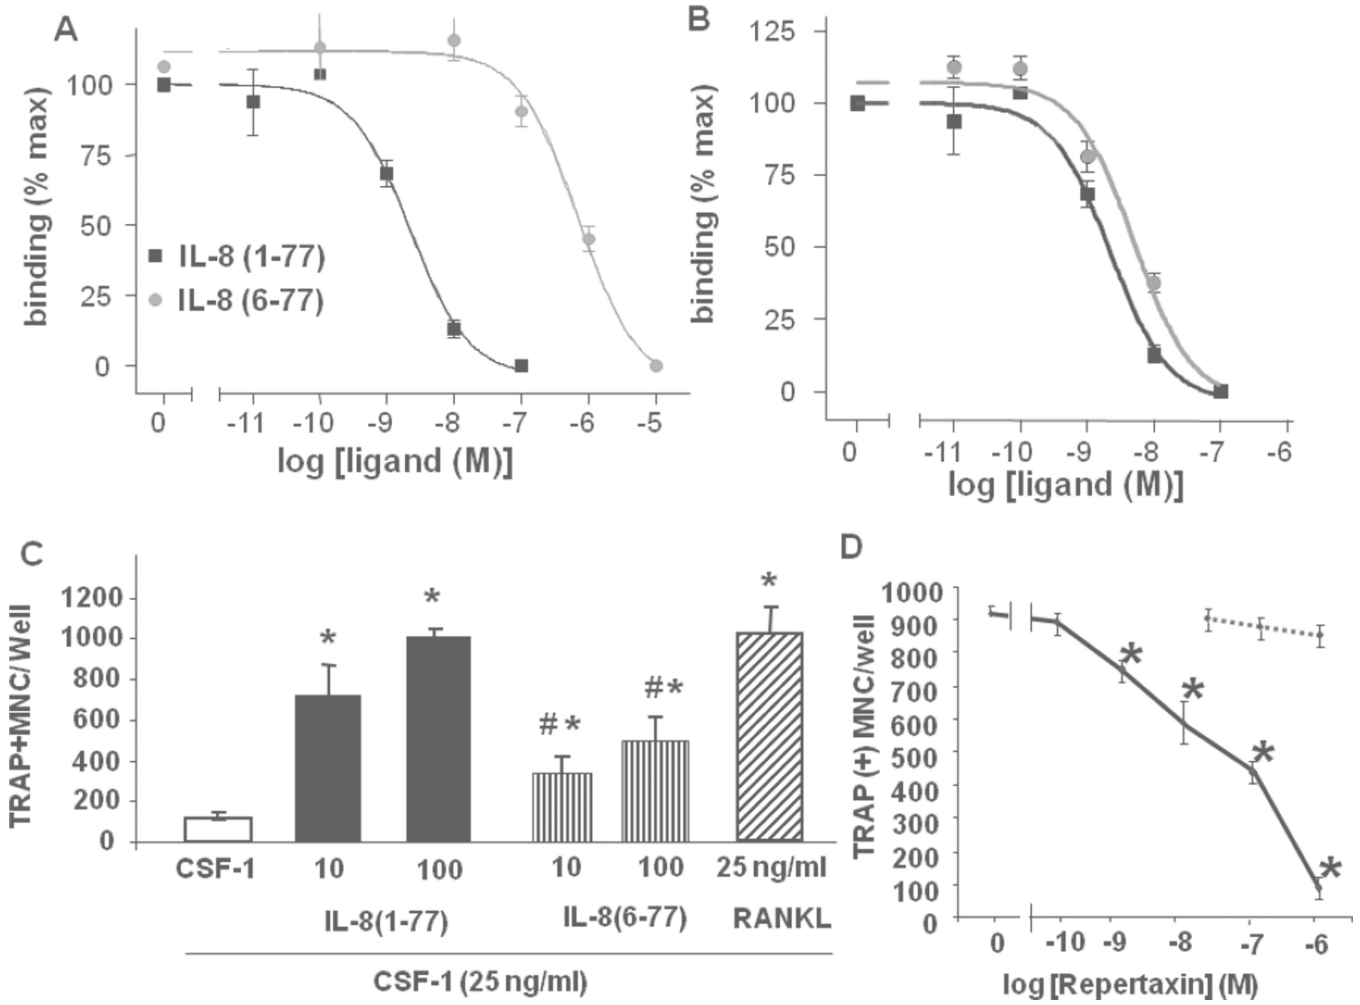 A
binding (% max)
100
75
50
25
0
IL-8 (1-77)
IL-8 (6-77)
0 -11 -10 -9 -8 -7 -6 -5
log [ligand (M)]
B
binding (% max)
125
100
75
50
25
0
0 -11 -10 -9 -8 -7 -6
log [ligand (M)]
C
TRAP+MNC/Well
1200
1000
800
600
400
200
0
*
*
#*
#*
*
CSF-1 10 100 10 100 25 ng/ml
IL-8(1-77) IL-8(6-77) RANKL
CSF-1 (25 ng/ml)
D
TRAP (+) MNC/well
1000
900
800
700
600
500
400
300
200
100
0
*
*
*
*
0 -10 -9 -8 -7 -6
log [Repertaxin] (M)